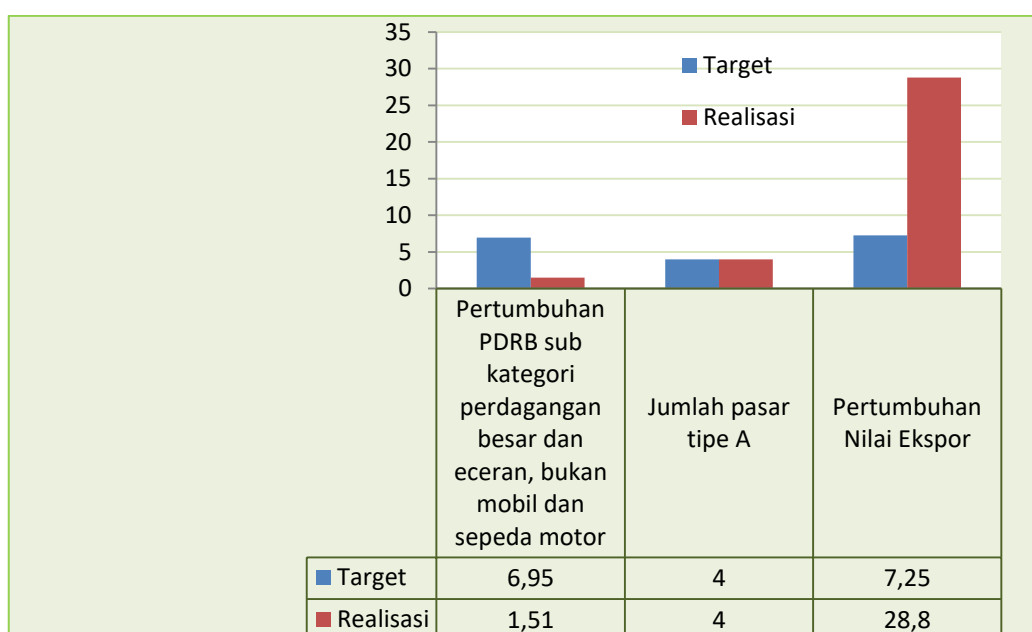 35
30
25
20
15
10
5
0
Target
Realisasi
Pertumbuhan
PDRB sub
kategori
perdagangan
besar dan
eceran, bukan
mobil dan
sepeda motor
Jumlah pasar
tipe A
Pertumbuhan
Nilai Ekspor
Target 6,95 4 7,25
Realisasi 1,51 4 28,8